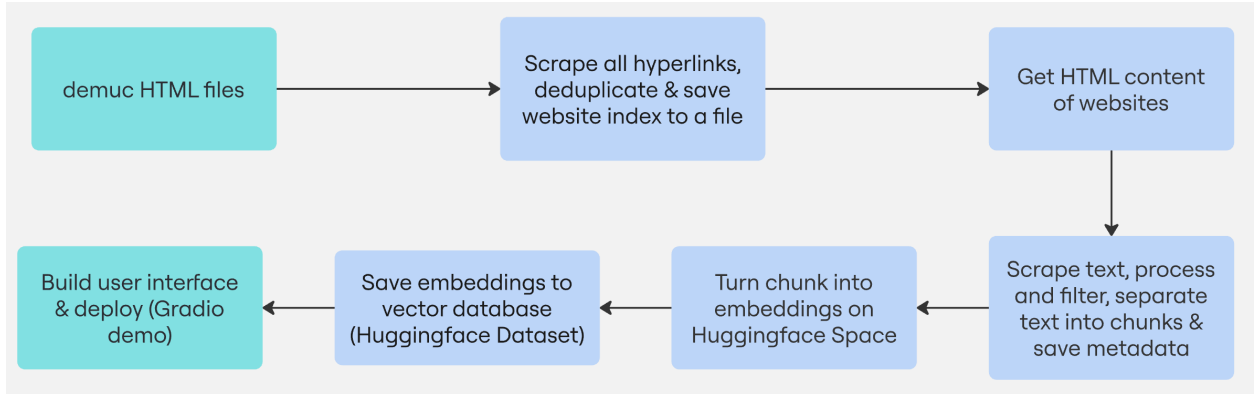 demuc HTML files
Scrape all hyperlinks,
deduplicate & save
website index to a file
Get HTML content
of websites
Scrape text, process
and filter, separate
text into chunks &
save metadata
Turn chunk into
embeddings on
Huggingface Space
Save embeddings to
vector database
(Huggingface Dataset)
Build user interface
& deploy (Gradio
demo)